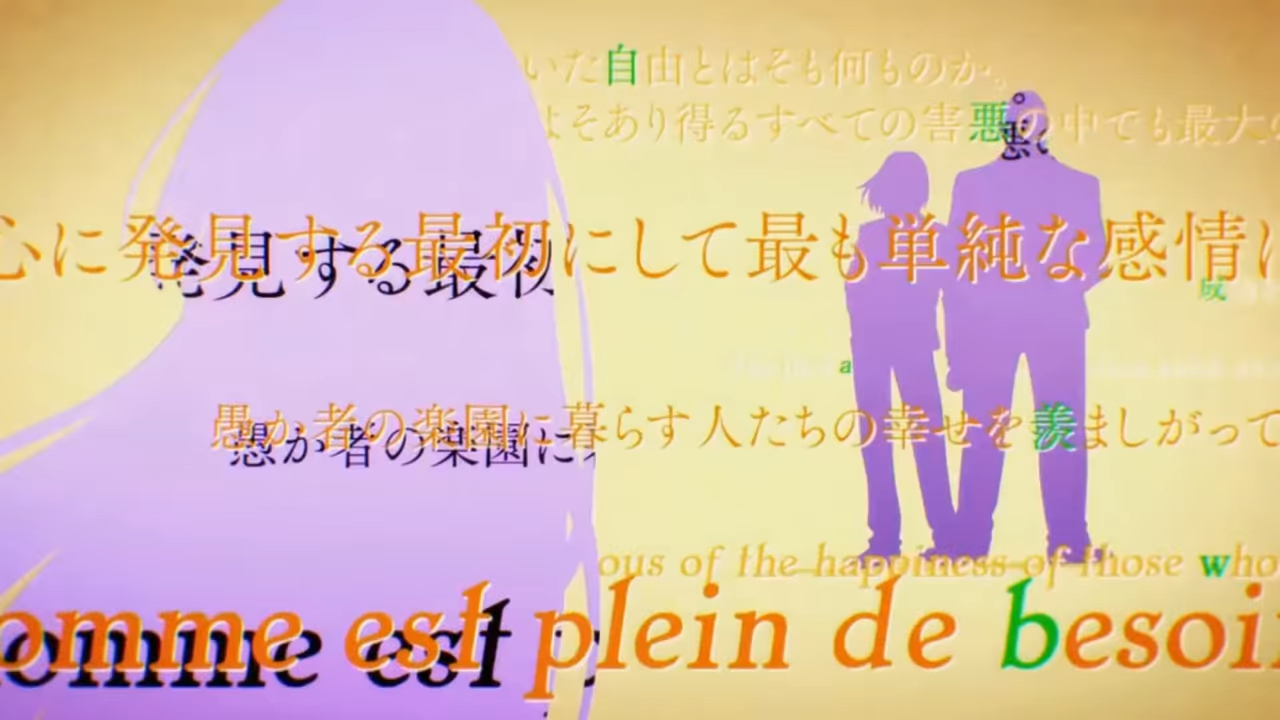 いた自由とはそも何ものか。
はそあり得るすべての害悪の中でも最大の
悪の
心に発見する最初にして最も単純な感情は
発見する最初
愚か者の楽園に暮らす人たちの幸せを羨ましがって
愚か者の楽園に
ous of the happiness of those who
omme est plein de besoi
omme est